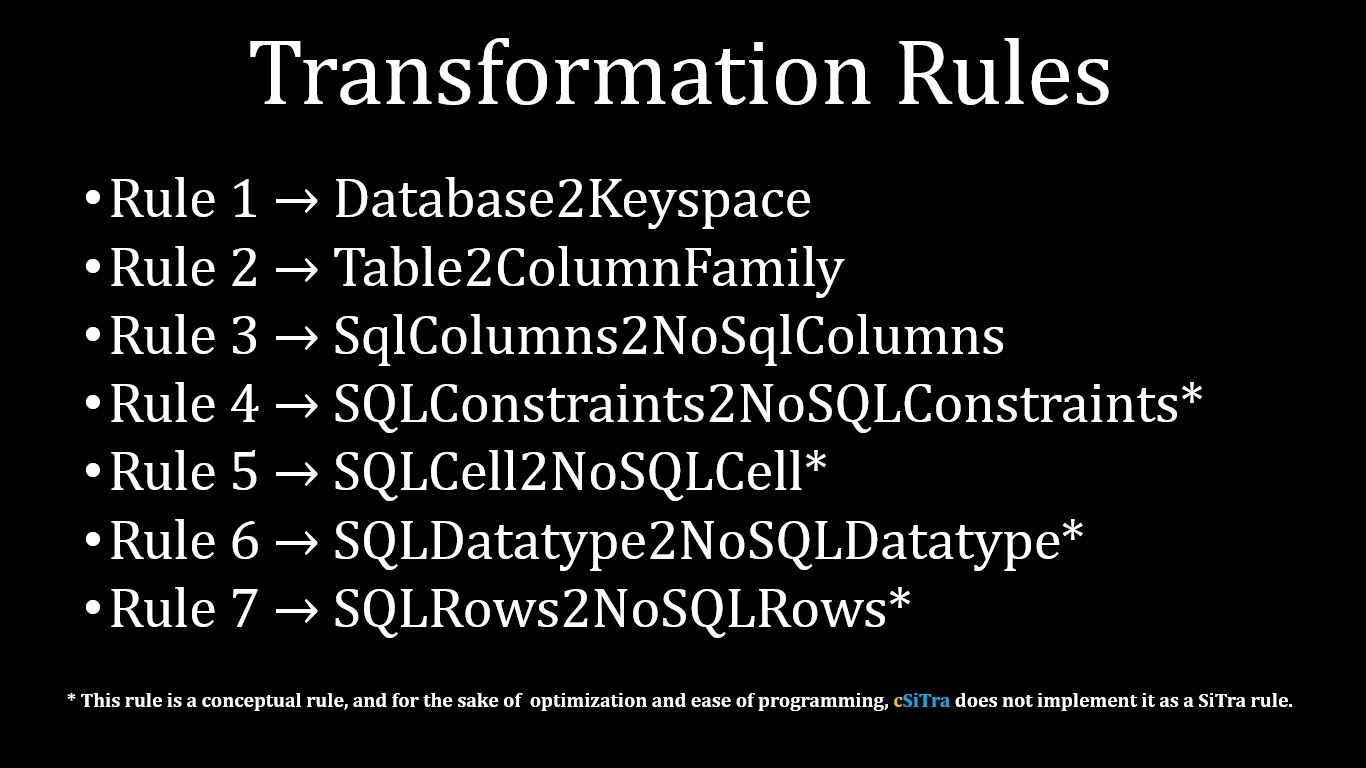 Transformation Rules
• Rule 1 → Database2Keyspace
• Rule 2 → Table2ColumnFamily
• Rule 3 → SqlColumns2NoSqlColumns
• Rule 4 → SQLConstraints2NoSQLConstraints*
• Rule 5 → SQLCell2NoSQLCell*
• Rule 6 → SQLDatatype2NoSQLDatatype*
• Rule 7 → SQLRows2NoSQLRows*
* This rule is a conceptual rule, and for the sake of  optimization and ease of programming, cSiTra does not implement it as a SiTra rule.